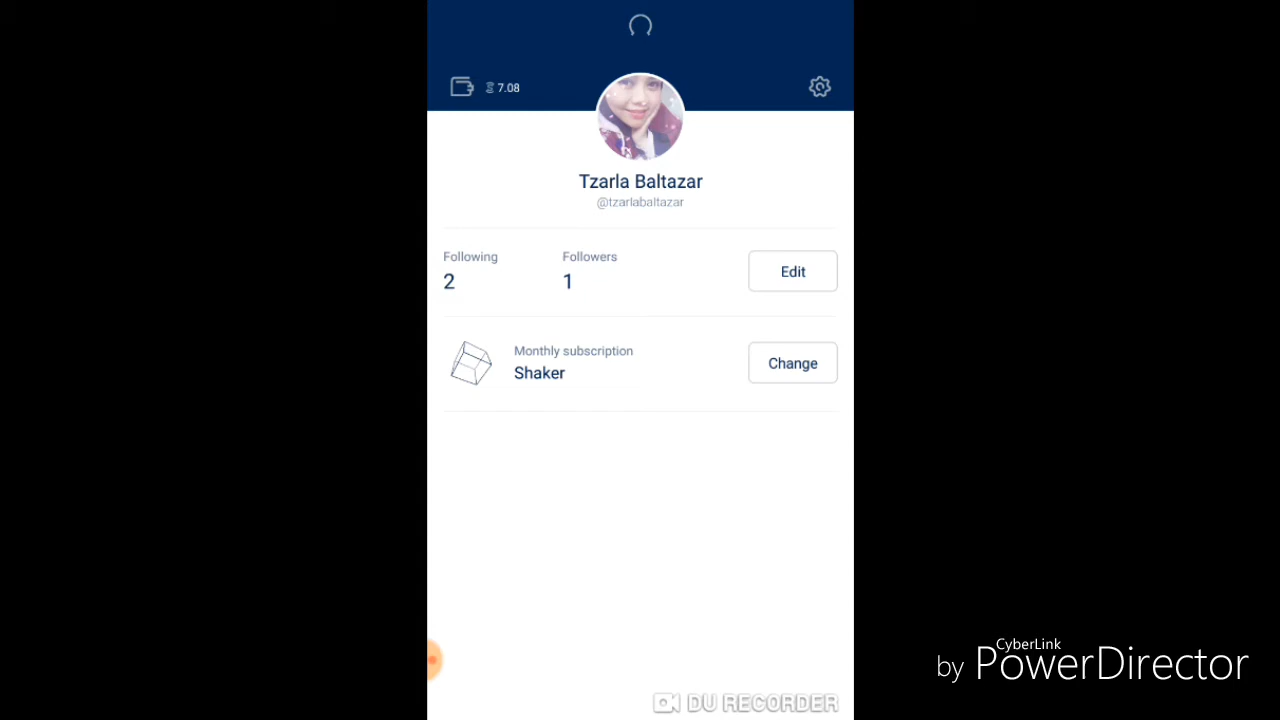 7.08
Tzarla Baltazar
@tzarlabaltazar
Following
Followers
2
1
Edit
Monthly subscription
Shaker
Change
CyberLink
by PowerDirector
DU RECORDER